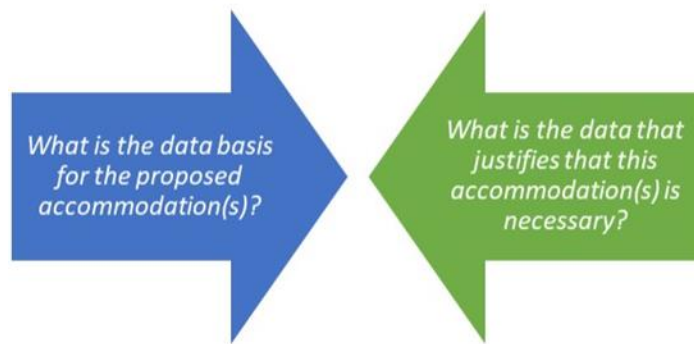 What is the data basis
for the proposed
accommodation(s)?
What is the data that
justifies that this
accommodation(s) is
necessary?